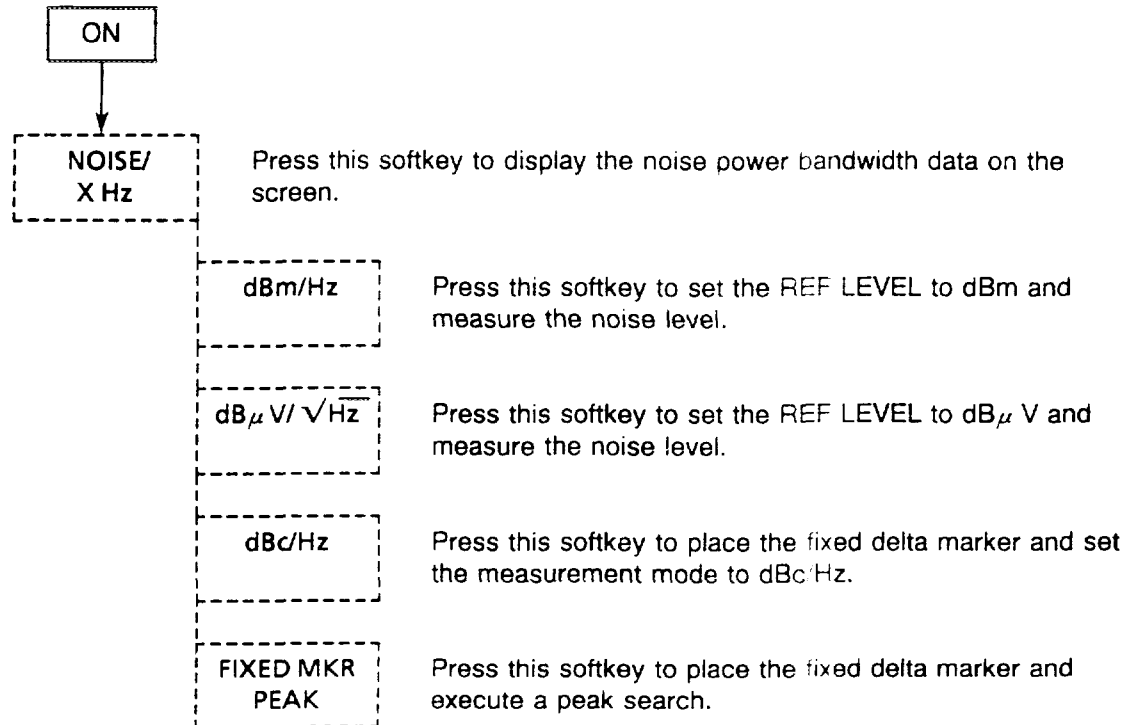 ON
NOISE/
X Hz
Press this softkey to display the noise power bandwidth data on the
screen.
dBm/Hz
Press this softkey to set the REF LEVEL to dBm and
measure the noise level.
dBμV/√Hz
Press this softkey to set the REF LEVEL to dBμV and
measure the noise level.
dBc/Hz
Press this softkey to place the fixed delta marker and set
the measurement mode to dBc/Hz.
FIXED MKR
PEAK
Press this softkey to place the fixed delta marker and
execute a peak search.